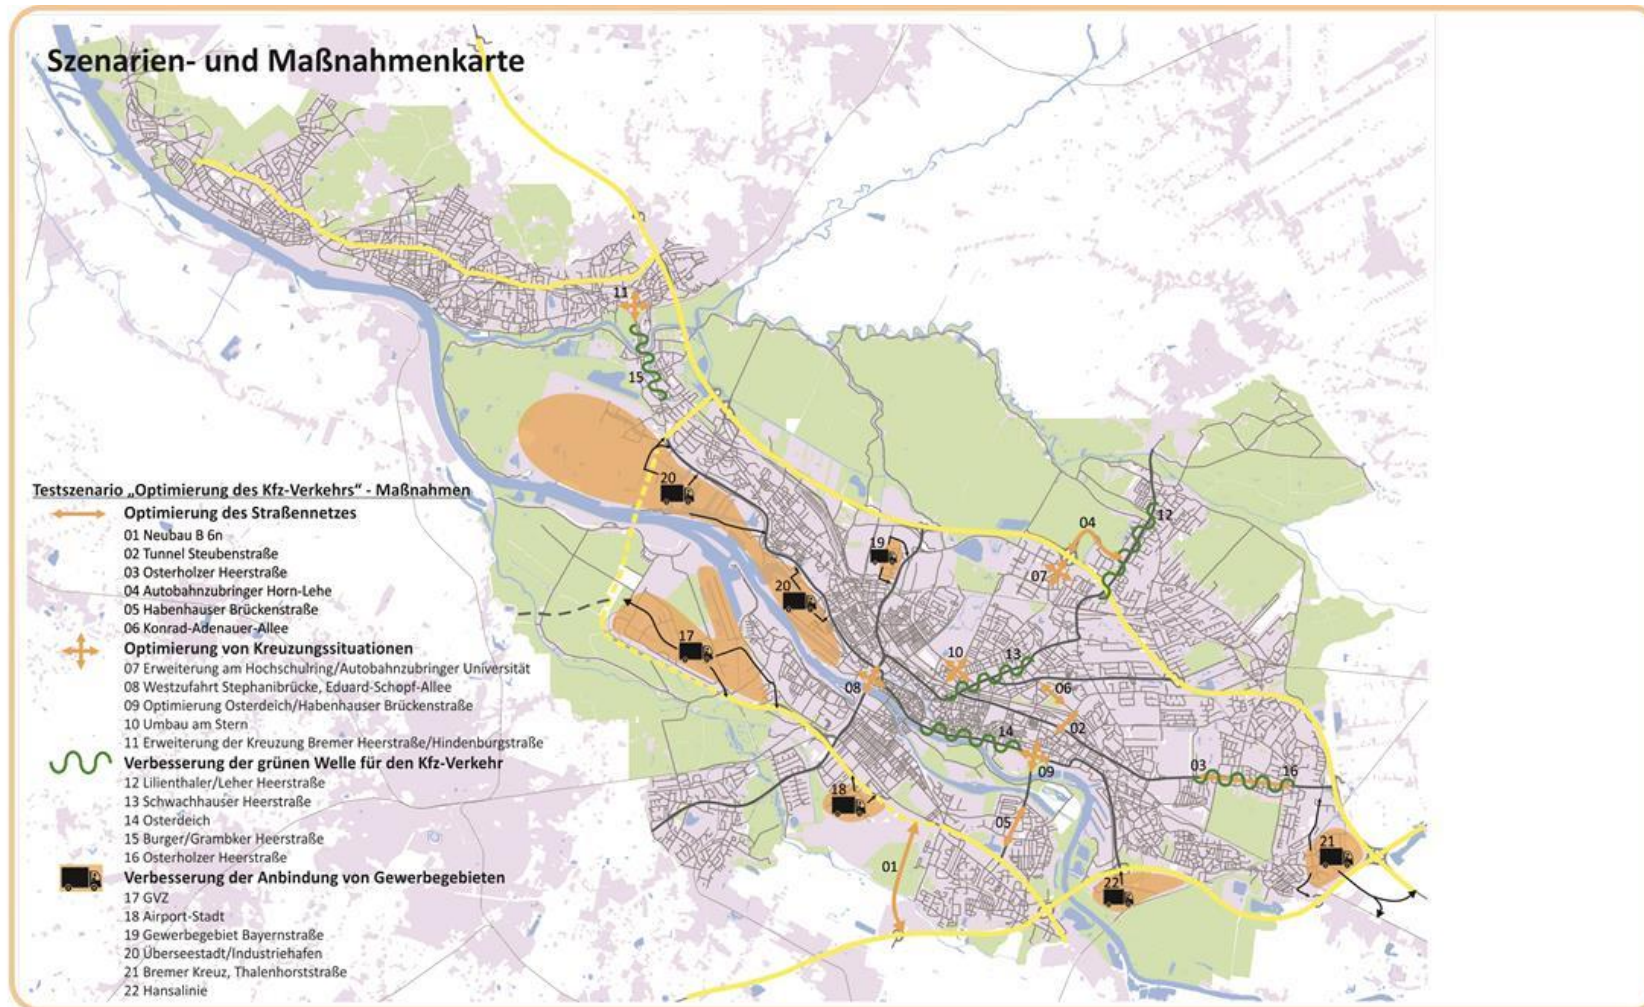 Szenarien- und Maßnahmenkarte
11
15
20
12
04
19
07
20
17
10
13
08
06
02
14
09
03
16
18
05
01
21
22
Testszenario „Optimierung des Kfz-Verkehrs“ - Maßnahmen
Optimierung des Straßennetzes
01 Neubau B 6n
02 Tunnel Steubenstraße
03 Osterholzer Heerstraße
04 Autobahnzubringer Horn-Lehe
05 Habenhauser Brückenstraße
06 Konrad-Adenauer-Allee
Optimierung von Kreuzungssituationen
07 Erweiterung am Hochschulring/Autobahnzubringer Universität
08 Westzufahrt Stephanibrücke, Eduard-Schopf-Allee
09 Optimierung Osterdeich/Habenhauser Brückenstraße
10 Umbau am Stern
11 Erweiterung der Kreuzung Bremer Heerstraße/Hindenburgstraße
Verbesserung der grünen Welle für den Kfz-Verkehr
12 Lilienthaler/Leher Heerstraße
13 Schwachhauser Heerstraße
14 Osterdeich
15 Burger/Grambker Heerstraße
16 Osterholzer Heerstraße
Verbesserung der Anbindung von Gewerbegebieten
17 GVZ
18 Airport-Stadt
19 Gewerbegebiet Bayernstraße
20 Überseestadt/Industriehafen
21 Bremer Kreuz, Thalenhorststraße
22 Hansalinie